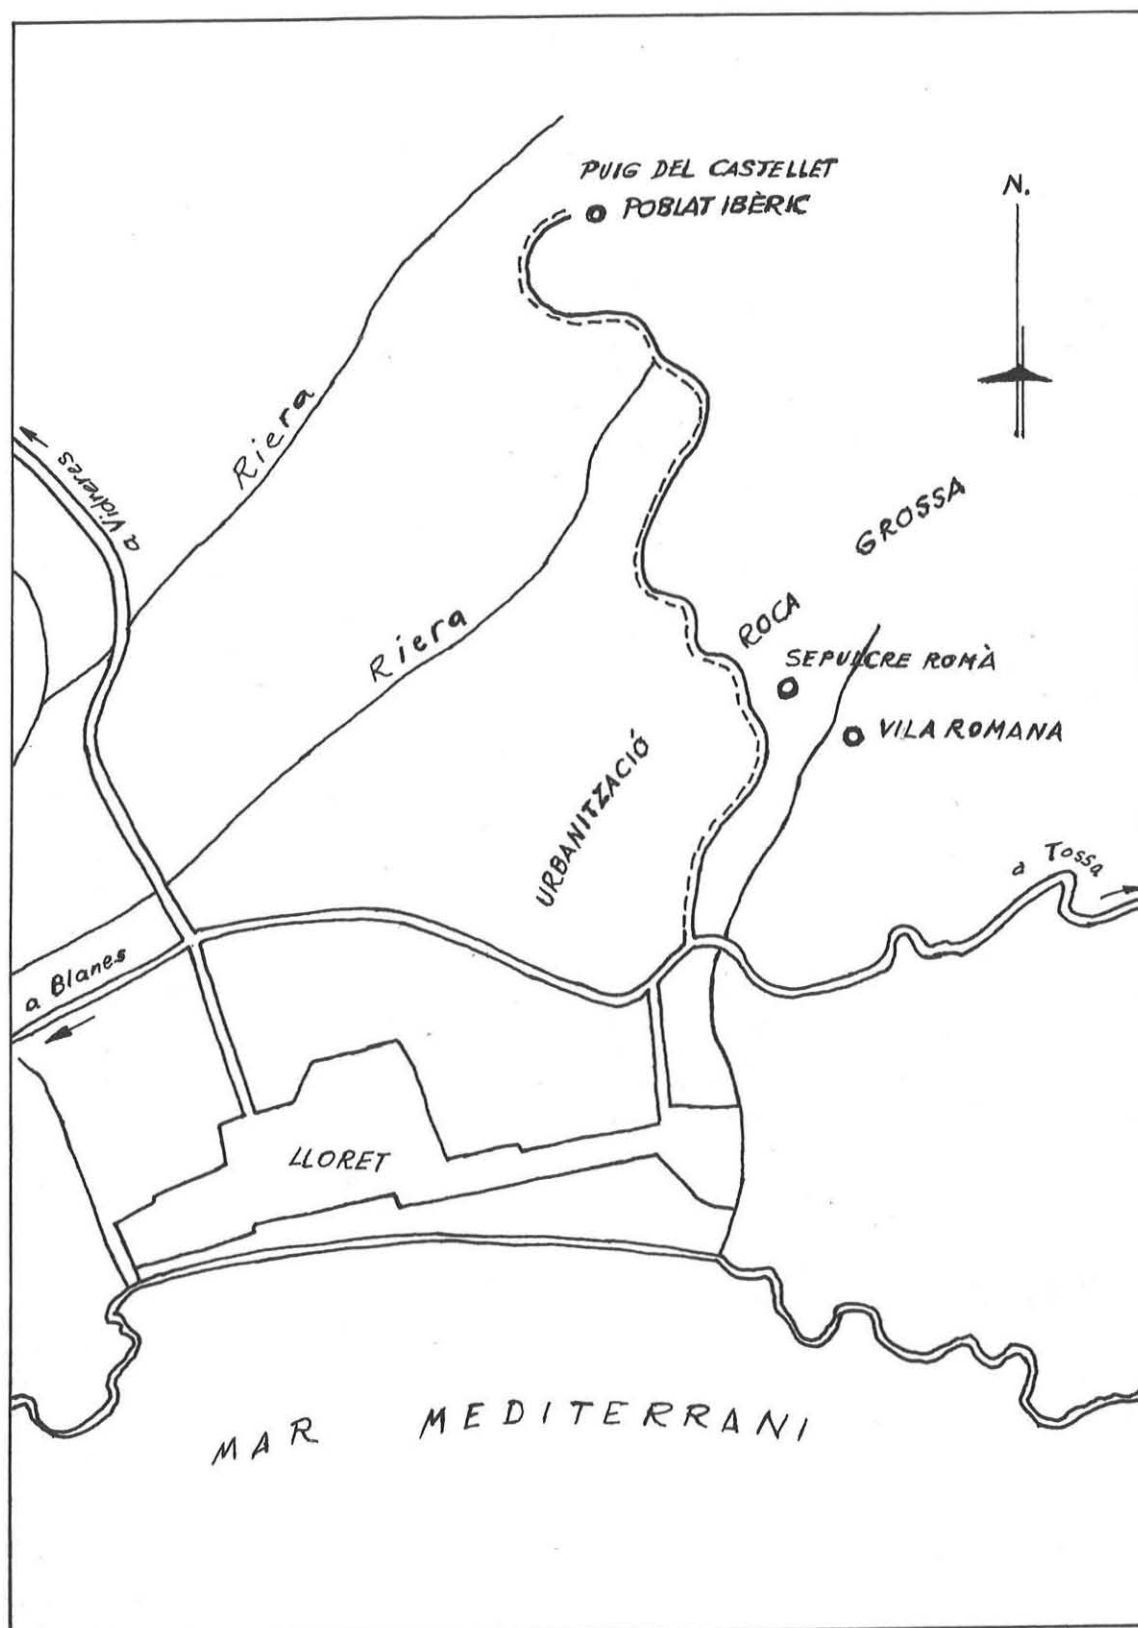 PUIG DEL CASTELLET
POBLAT IBÈRIC
N.
Riera
a Vidreres
GROSSA
Riera
ROCA
SEPULCRE ROMÀ
VILA ROMANA
URBANITZACIÓ
a Tossa
a Blanes
LLORET
MAR MEDITERRANI